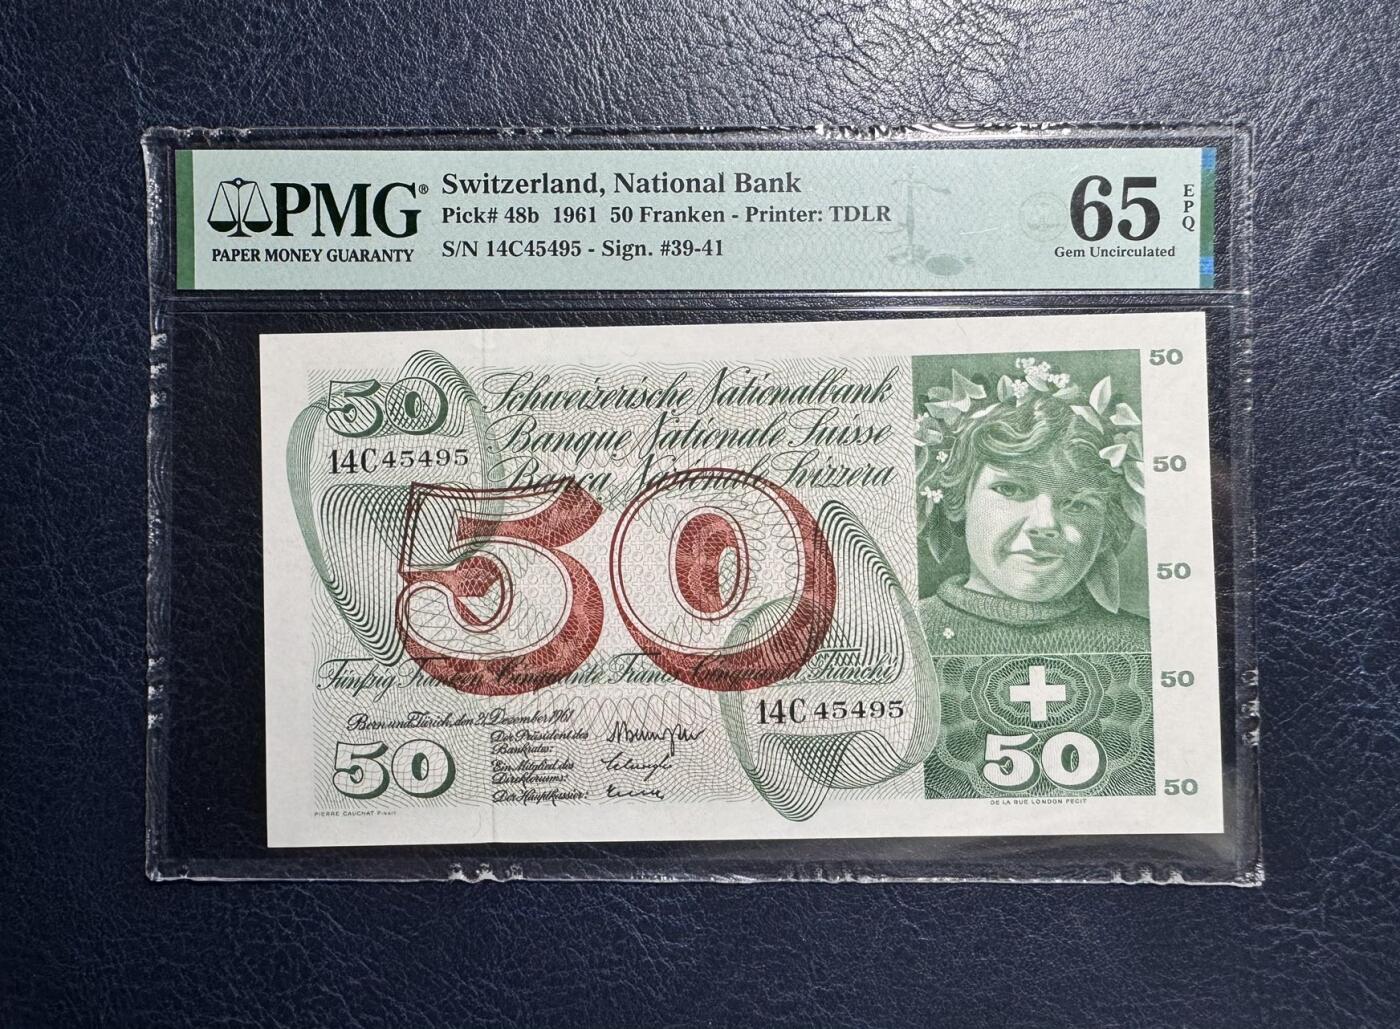 PMG®
PAPER MONEY GUARANTY
Switzerland, National Bank
Pick# 48b 1961 50 Franken - Printer: TDLR
S/N 14C45495 - Sign. #39-41
65
EPQ
Gem Uncirculated
50
14C45495
Schweizerische Nationalbank
Banque Nationale Suisse
Banca Nazionale Svizzera
50
Fünfzig Franken Cinquante Francs Cinquanta Franchi
Bern und Zürich, den 21. Dezember 1961
Der Präsident des
Bankrates:
Ein Mitglied des
Direktoriums:
Der Hauptkassier:
14C45495
50
PIERRE GAUCHAT PINXIT
50
50
50
50
50
50
DE LA RUE LONDON FECIT